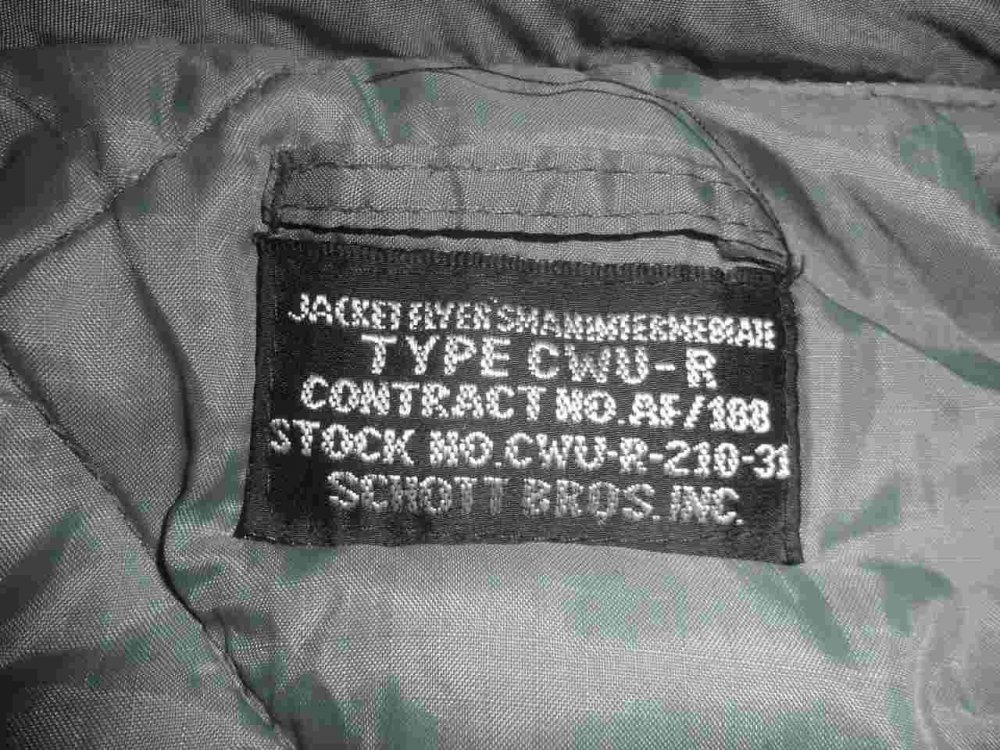 JACKET FLYER'S MAN INTERMEDIATE
TYPE CWU-R
CONTRACT NO. AF/188
STOCK NO. CWU-R-210-31
SCHOTT BROS. INC.